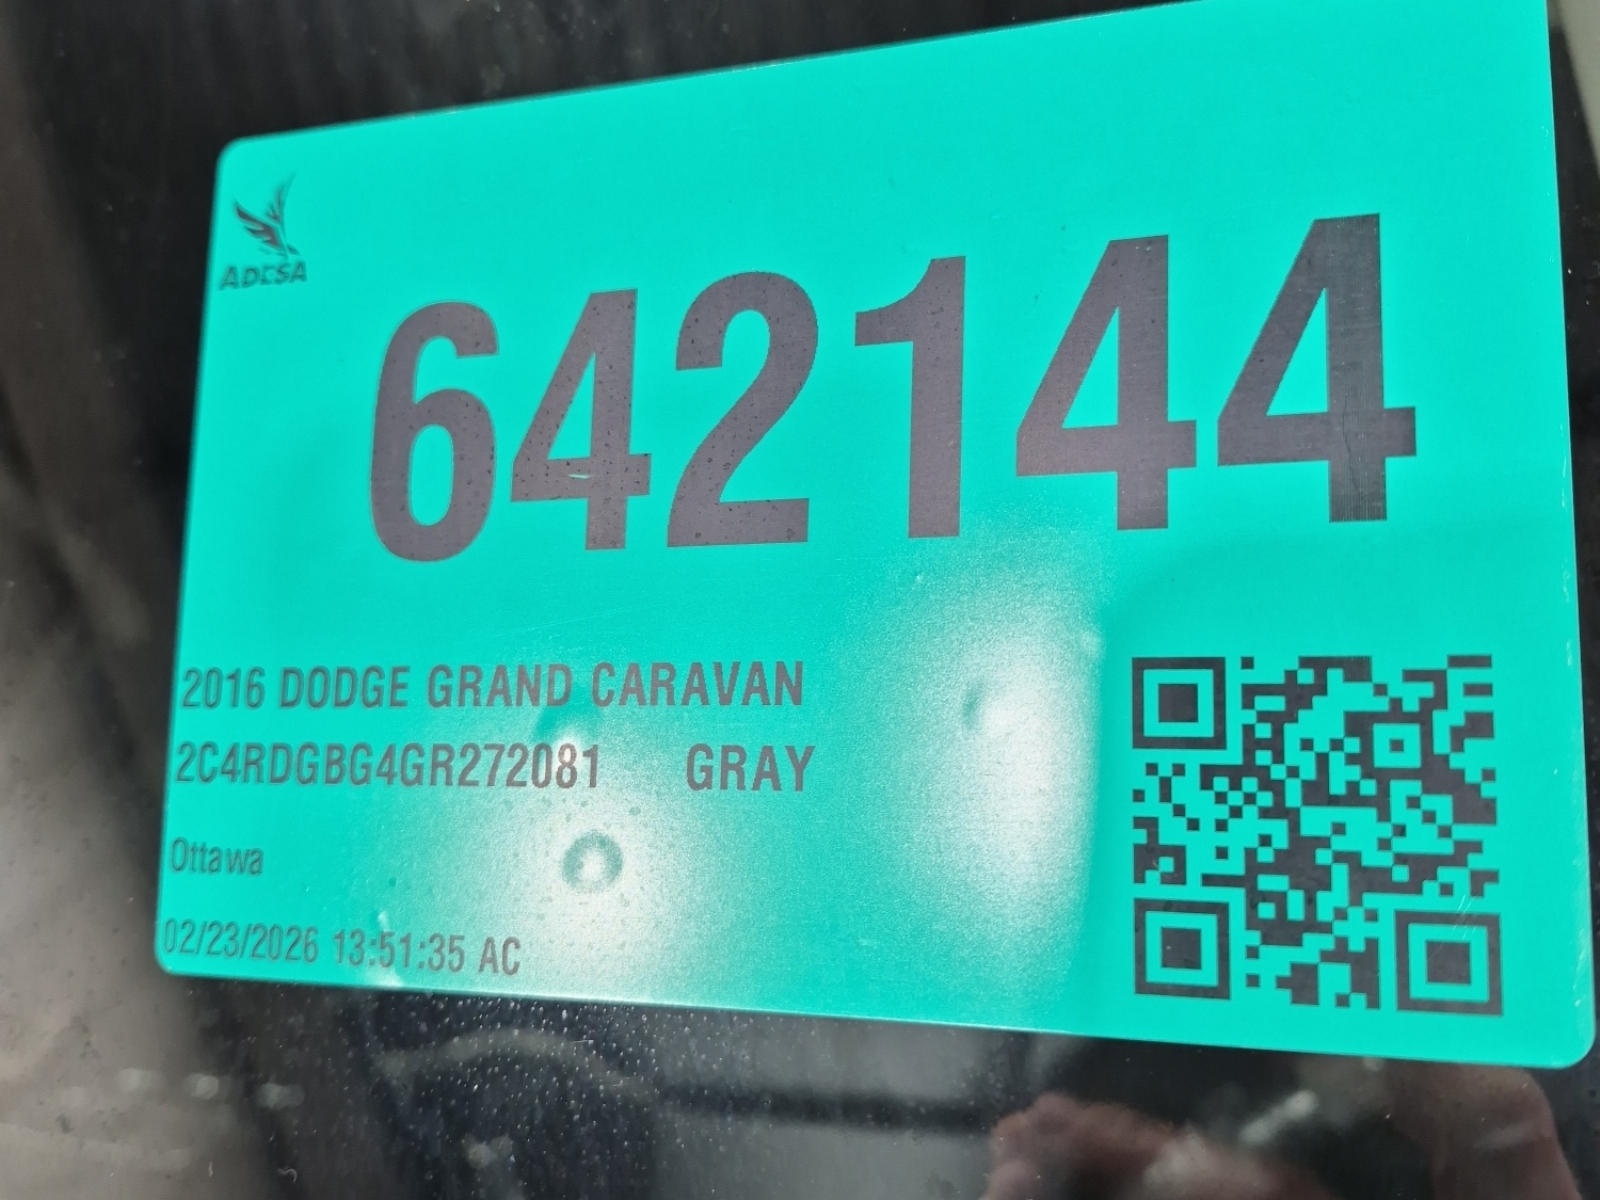 ADESA
642144
2016 DODGE GRAND CARAVAN
2C4RDGBG4GR272081 GRAY
Ottawa
02/23/2026 13:51:35 AC